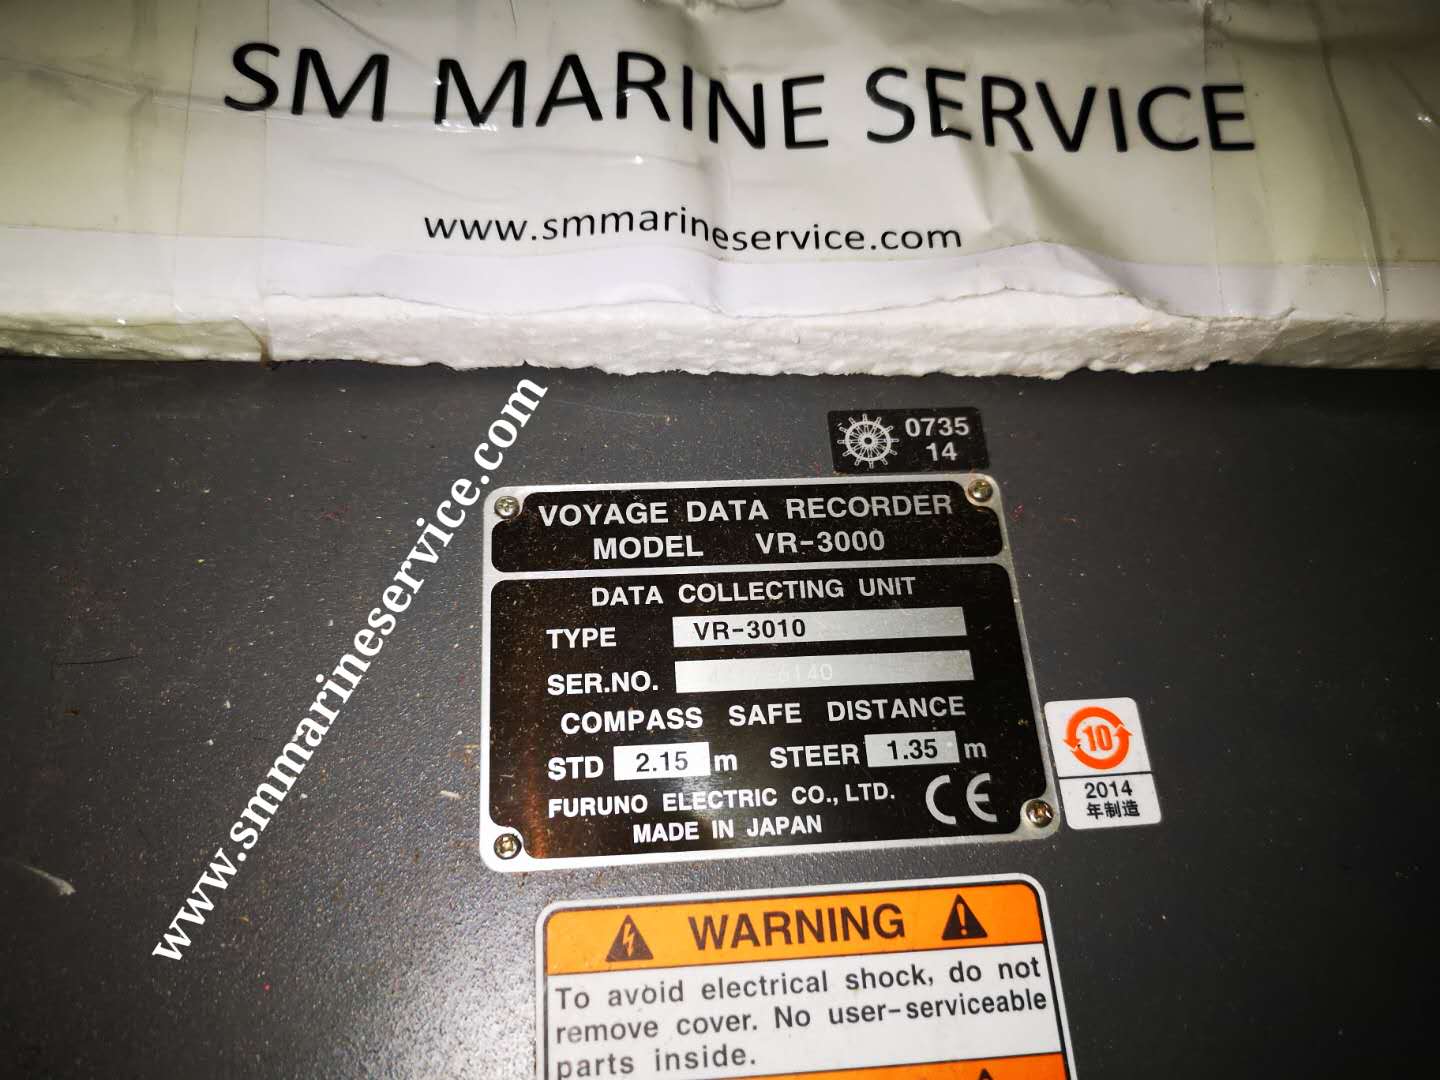 SM MARINE SERVICE
www.smmarineservice.com
www.smmarineservice.com
0735
14
VOYAGE DATA RECORDER
MODEL VR-3000
DATA COLLECTING UNIT
TYPE VR-3010
SER.NO.
COMPASS SAFE DISTANCE
STD 2.15 m STEER 1.35 m
FURUNO ELECTRIC CO., LTD.
MADE IN JAPAN CE
10
2014
年制造
WARNING
To avoid electrical shock, do not
remove cover. No user-serviceable
parts inside.